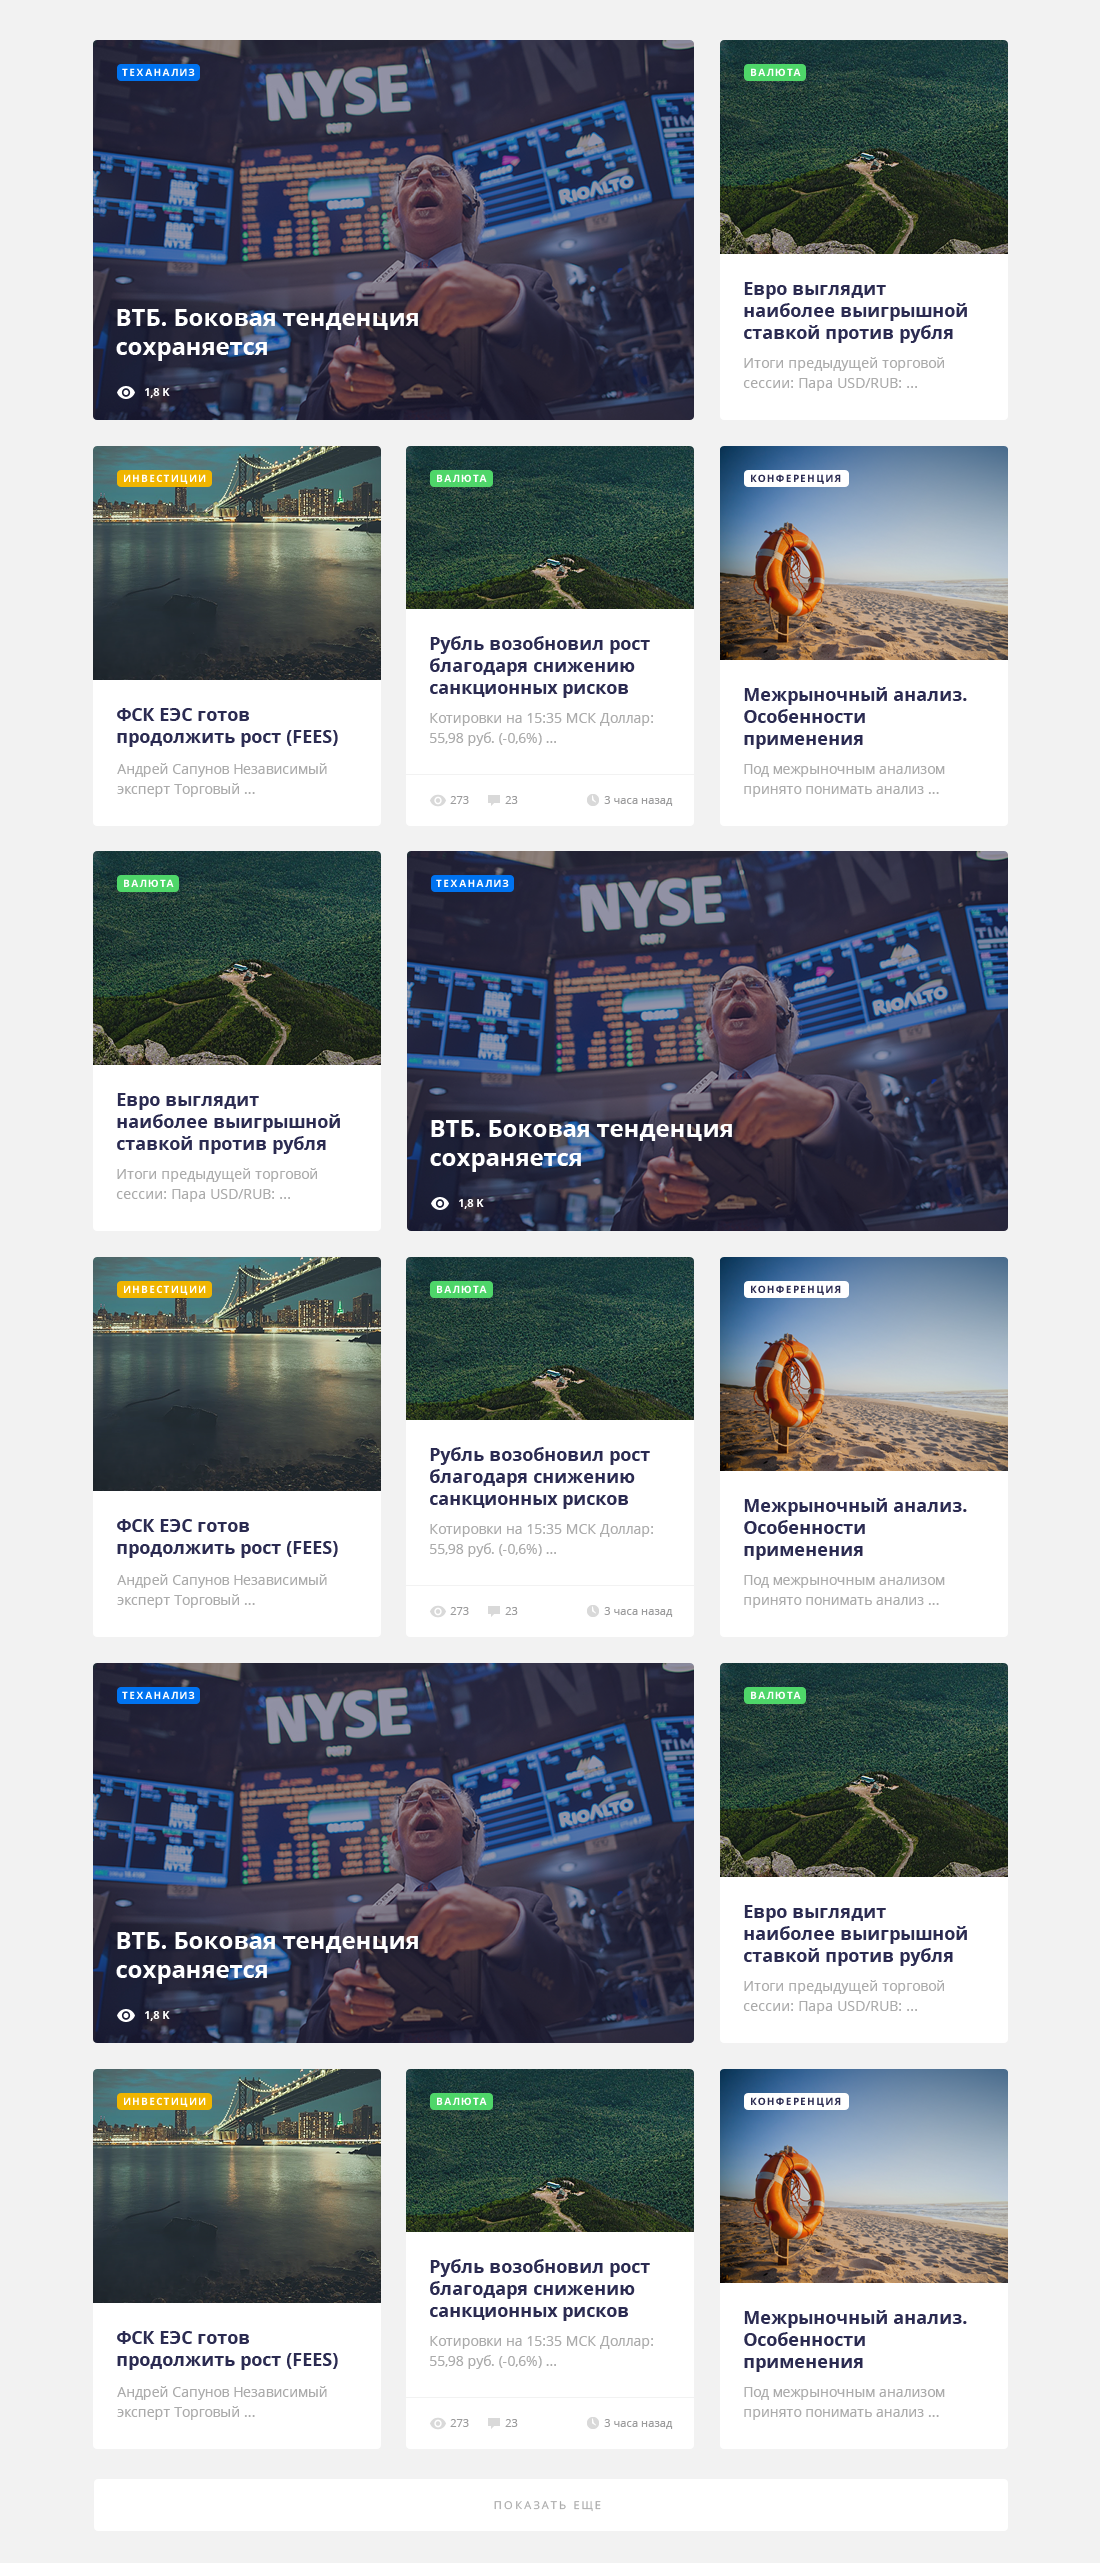 ТЕХАНАЛИЗ
NYSE
RIOALTO
TIM
ВТБ. Боковая тенденция
сохраняется
1,8 K
ВАЛЮТА
Евро выглядит
наиболее выигрышной
ставкой против рубля
Итоги предыдущей торговой
сессии: Пара USD/RUB: ...
ИНВЕСТИЦИИ
ФСК ЕЭС готов
продолжить рост (FEES)
Андрей Сапунов Независимый
эксперт Торговый ...
ВАЛЮТА
Рубль возобновил рост
благодаря снижению
санкционных рисков
Котировки на 15:35 МСК Доллар:
55,98 руб. (-0,6%) ...
273 23 3 часа назад
КОНФЕРЕНЦИЯ
Межрыночный анализ.
Особенности
применения
Под межрыночным анализом
принято понимать анализ ...
ВАЛЮТА
Евро выглядит
наиболее выигрышной
ставкой против рубля
Итоги предыдущей торговой
сессии: Пара USD/RUB: ...
ТЕХАНАЛИЗ
NYSE
RIOALTO
TIM
ВТБ. Боковая тенденция
сохраняется
1,8 K
ИНВЕСТИЦИИ
ФСК ЕЭС готов
продолжить рост (FEES)
Андрей Сапунов Независимый
эксперт Торговый ...
ВАЛЮТА
Рубль возобновил рост
благодаря снижению
санкционных рисков
Котировки на 15:35 МСК Доллар:
55,98 руб. (-0,6%) ...
273 23 3 часа назад
КОНФЕРЕНЦИЯ
Межрыночный анализ.
Особенности
применения
Под межрыночным анализом
принято понимать анализ ...
ТЕХАНАЛИЗ
NYSE
RIOALTO
TIM
ВТБ. Боковая тенденция
сохраняется
1,8 K
ВАЛЮТА
Евро выглядит
наиболее выигрышной
ставкой против рубля
Итоги предыдущей торговой
сессии: Пара USD/RUB: ...
ИНВЕСТИЦИИ
ФСК ЕЭС готов
продолжить рост (FEES)
Андрей Сапунов Независимый
эксперт Торговый ...
ВАЛЮТА
Рубль возобновил рост
благодаря снижению
санкционных рисков
Котировки на 15:35 МСК Доллар:
55,98 руб. (-0,6%) ...
273 23 3 часа назад
КОНФЕРЕНЦИЯ
Межрыночный анализ.
Особенности
применения
Под межрыночным анализом
принято понимать анализ ...
ПОКАЗАТЬ ЕЩЕ